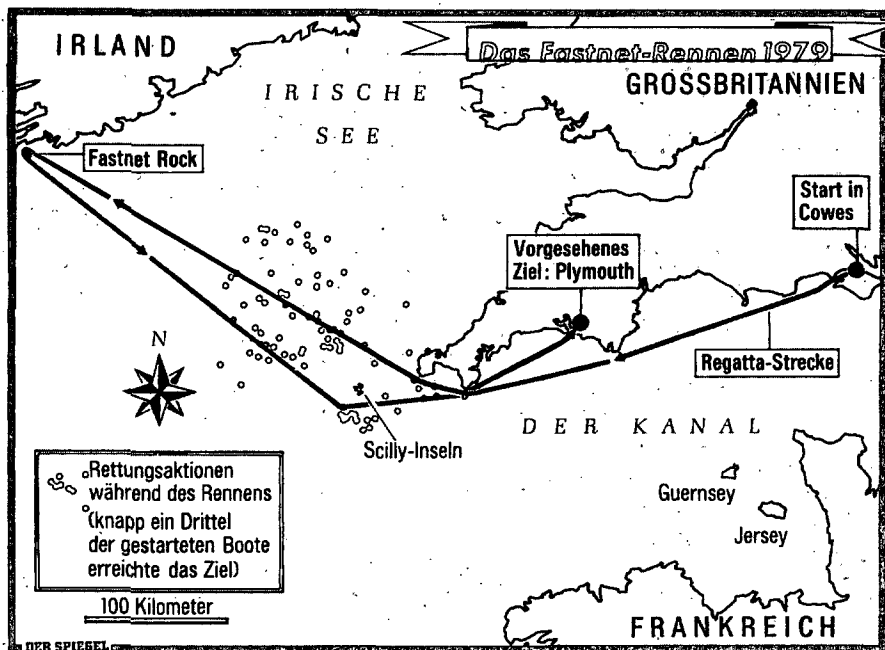 Das Fastnet-Rennen 1979
IRLAND
GROSSBRITANNIEN
IRISCHE
SEE
Fastnet Rock
Start in
Cowes
Vorgesehenes
Ziel: Plymouth
N
Regatta-Strecke
DER KANAL
Scilly-Inseln
Guernsey
Jersey
Rettungsaktionen
während des Rennens
(knapp ein Drittel
der gestarteten Boote
erreichte das Ziel)
100 Kilometer
FRANKREICH
DER SPIEGEL